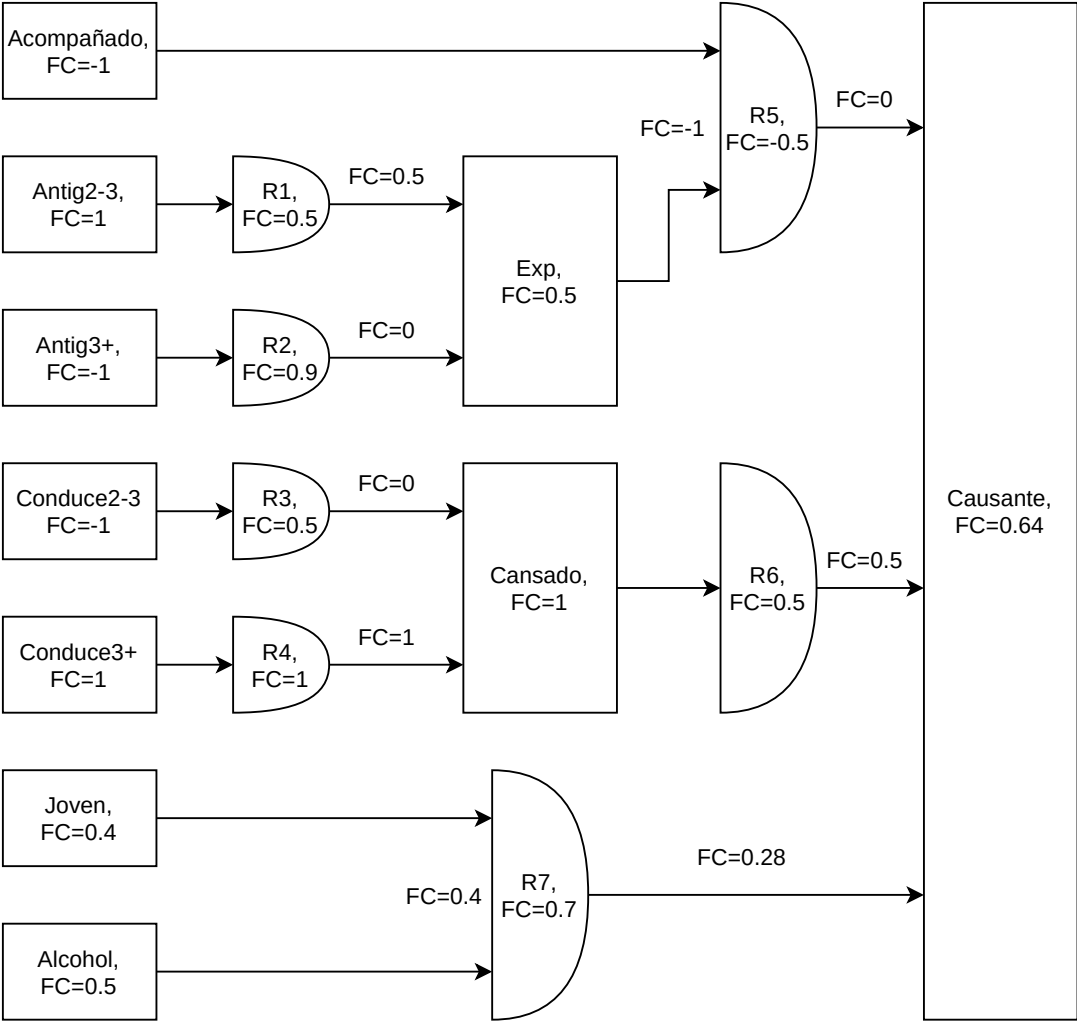 Acompañado,
FC=-1
R5,
FC=-0.5
FC=-1
FC=0
Antig2-3,
FC=1
R1,
FC=0.5
FC=0.5
Exp,
FC=0.5
Antig3+,
FC=-1
R2,
FC=0.9
FC=0
Conduce2-3
FC=-1
R3,
FC=0.5
FC=0
Cansado,
FC=1
R6,
FC=0.5
FC=0.5
Causante,
FC=0.64
Conduce3+
FC=1
R4,
FC=1
FC=1
Joven,
FC=0.4
FC=0.4
R7,
FC=0.7
FC=0.28
Alcohol,
FC=0.5